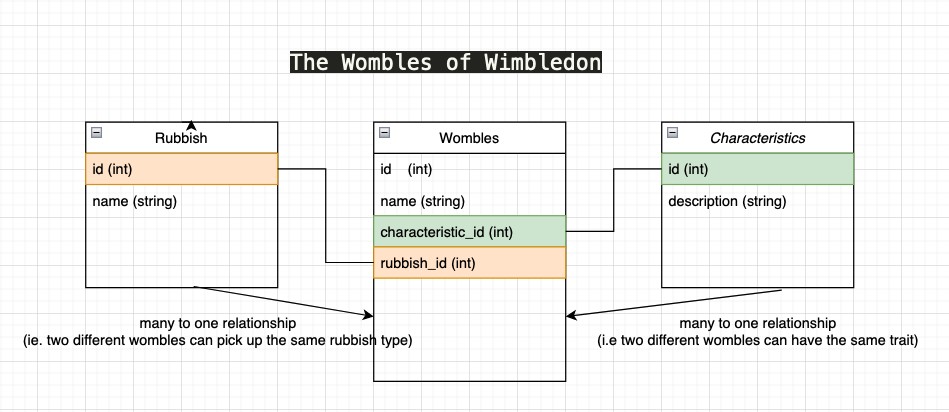 The Wombles of Wimbledon
Rubbish
id (int)
name (string)
Wombles
id (int)
name (string)
characteristic_id (int)
rubbish_id (int)
Characteristics
id (int)
description (string)
many to one relationship
(ie. two different wombles can pick up the same rubbish type)
many to one relationship
(i.e two different wombles can have the same trait)